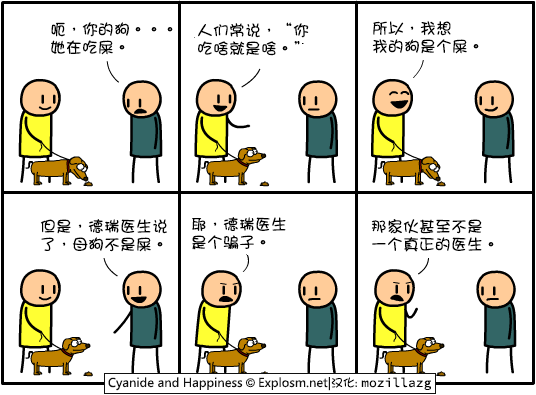 呃，你的狗。。。
她在吃屎。
人们常说，“你
吃啥就是啥。”
所以，我想
我的狗是个屎。
但是，德瑞医生说
了，母狗不是屎。
耶，德瑞医生
是个骗子。
那家伙甚至不是
一个真正的医生。
Cyanide and Happiness © Explosm.net|汉化: mozillazg